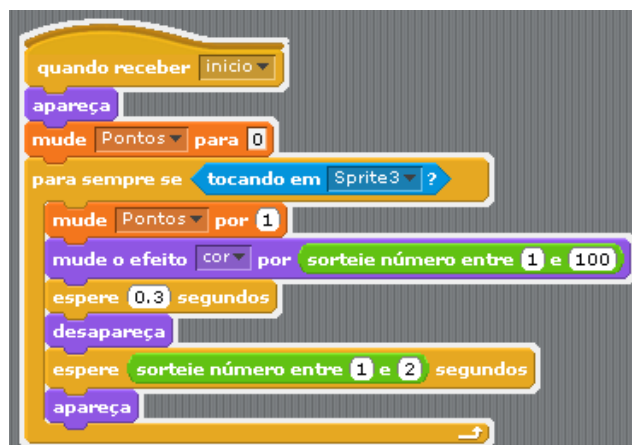 quando receber início
apareça
mude Pontos para 0
para sempre se tocando em Sprite3 ?
mude Pontos por 1
mude o efeito cor por sorteie número entre 1 e 100
espere 0.3 segundos
desapareça
espere sorteie número entre 1 e 2 segundos
apareça